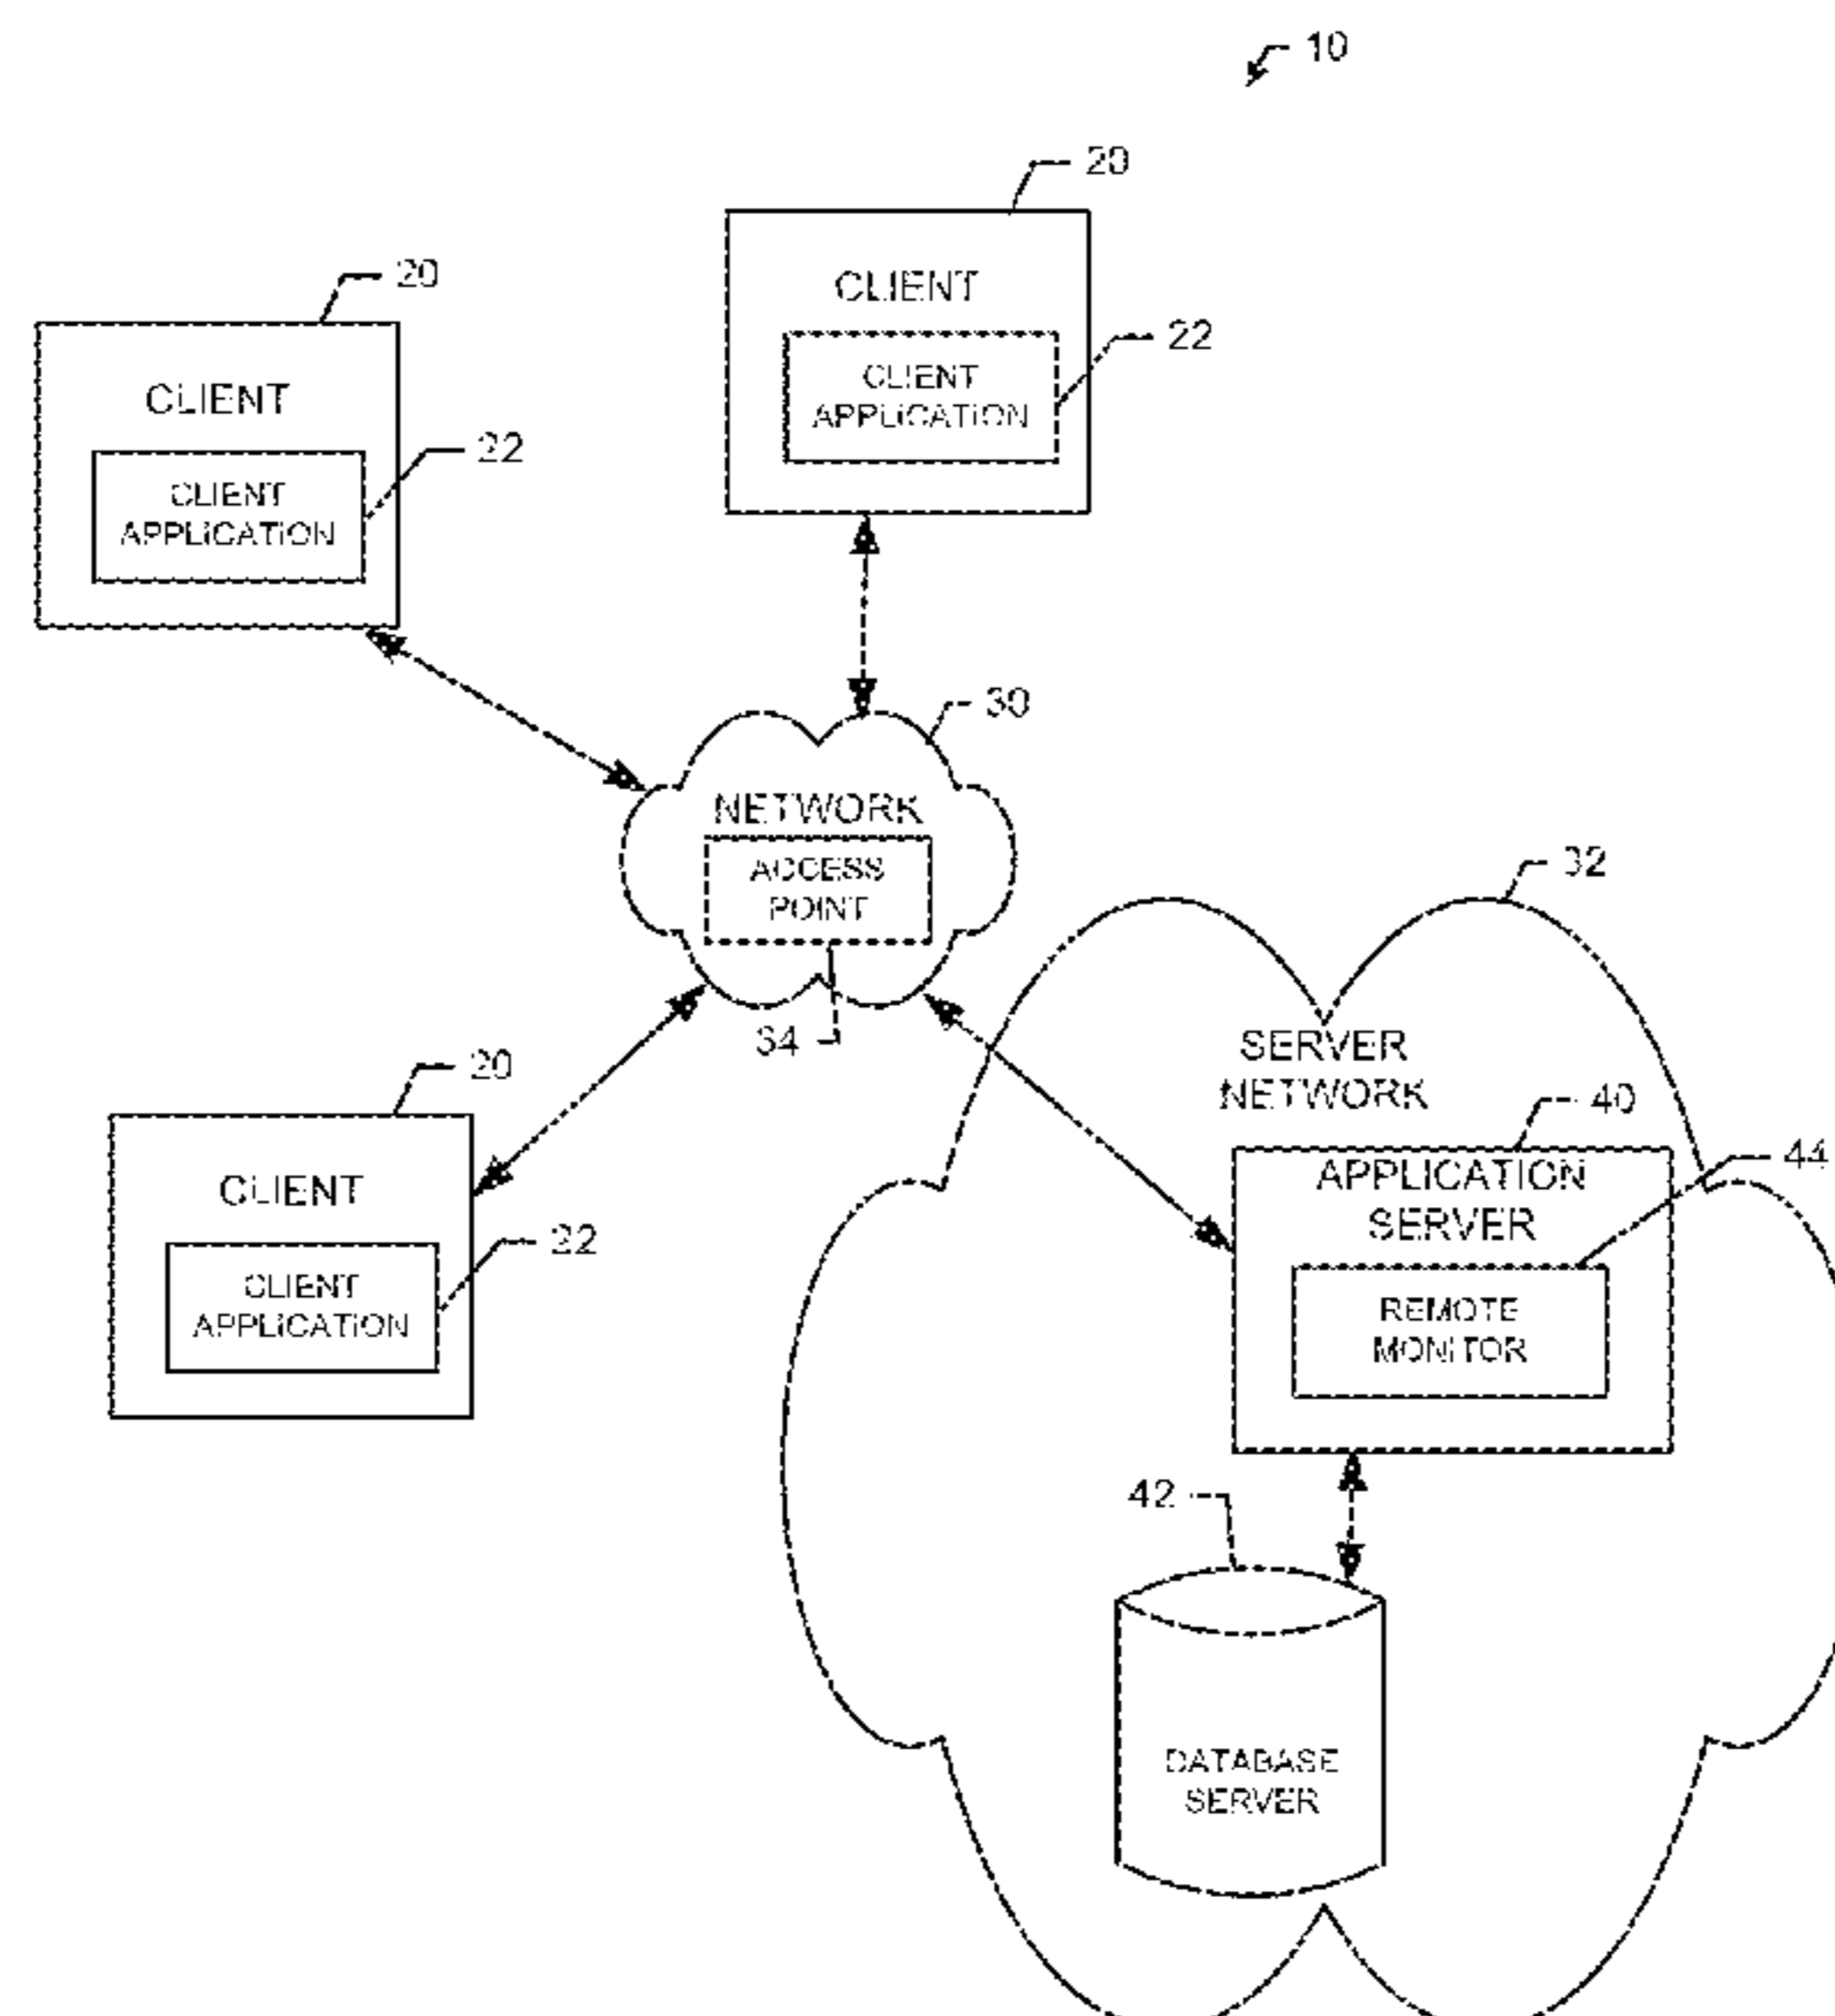 10
20
CLIENT
22
CLIENT
APPLICATION
20
CLIENT
22
CLIENT
APPLICATION
30
NETWORK
ACCESS
POINT
34
32
SERVER
NETWORK
40
APPLICATION
SERVER
44
REMOTE
MONITOR
20
CLIENT
22
CLIENT
APPLICATION
42
DATABASE
SERVER